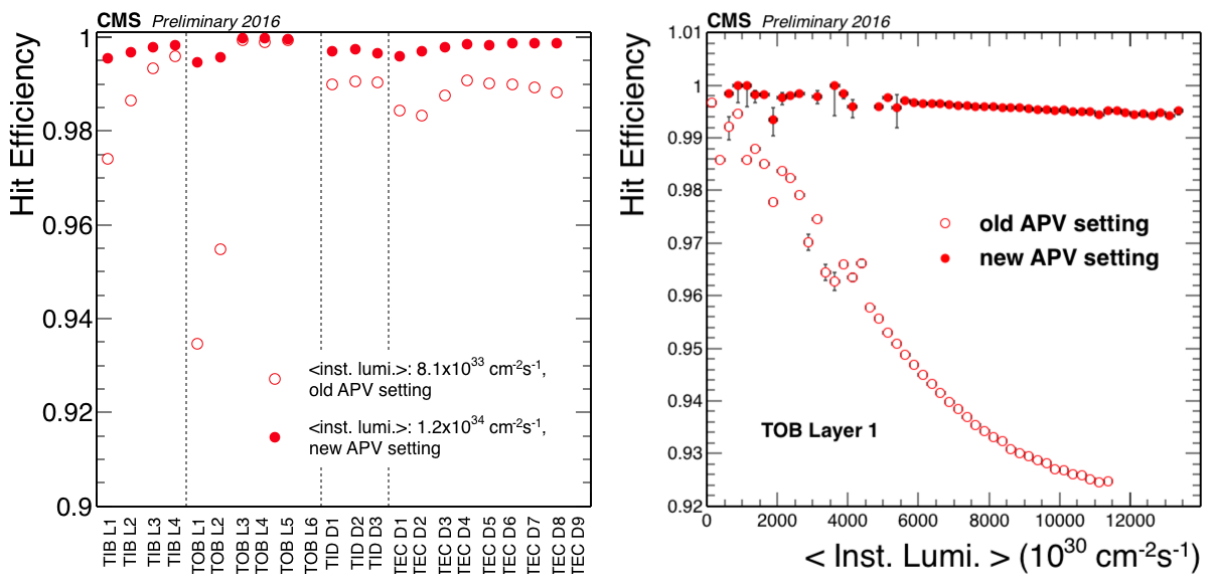 CMS Preliminary 2016
Hit Efficiency
1
0.98
0.96
0.94
0.92
0.9
<inst. lumi.>: 8.1x10³³ cm⁻²s⁻¹,
old APV setting
<inst. lumi.>: 1.2x10³⁴ cm⁻²s⁻¹,
new APV setting
TIB L1
TIB L2
TIB L3
TIB L4
TOB L1
TOB L2
TOB L3
TOB L4
TOB L5
TOB L6
TID D1
TID D2
TID D3
TEC D1
TEC D2
TEC D3
TEC D4
TEC D5
TEC D6
TEC D7
TEC D8
TEC D9
CMS Preliminary 2016
Hit Efficiency
1.01
1
0.99
0.98
0.97
0.96
0.95
0.94
0.93
0.92
old APV setting
new APV setting
TOB Layer 1
0 2000 4000 6000 8000 10000 12000
< Inst. Lumi. > (10³⁰ cm⁻²s⁻¹)